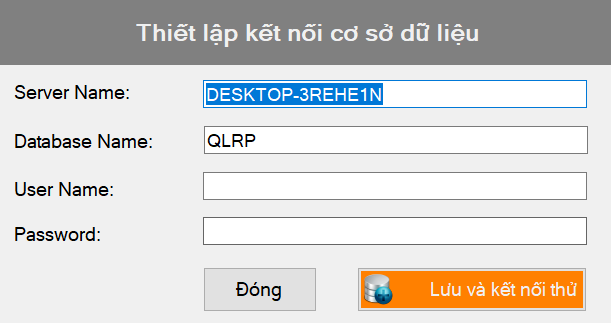 Thiết lập kết nối cơ sở dữ liệu
Server Name: DESKTOP-3REHE1N
Database Name: QLRP
User Name:
Password:
Đóng Lưu và kết nối thử